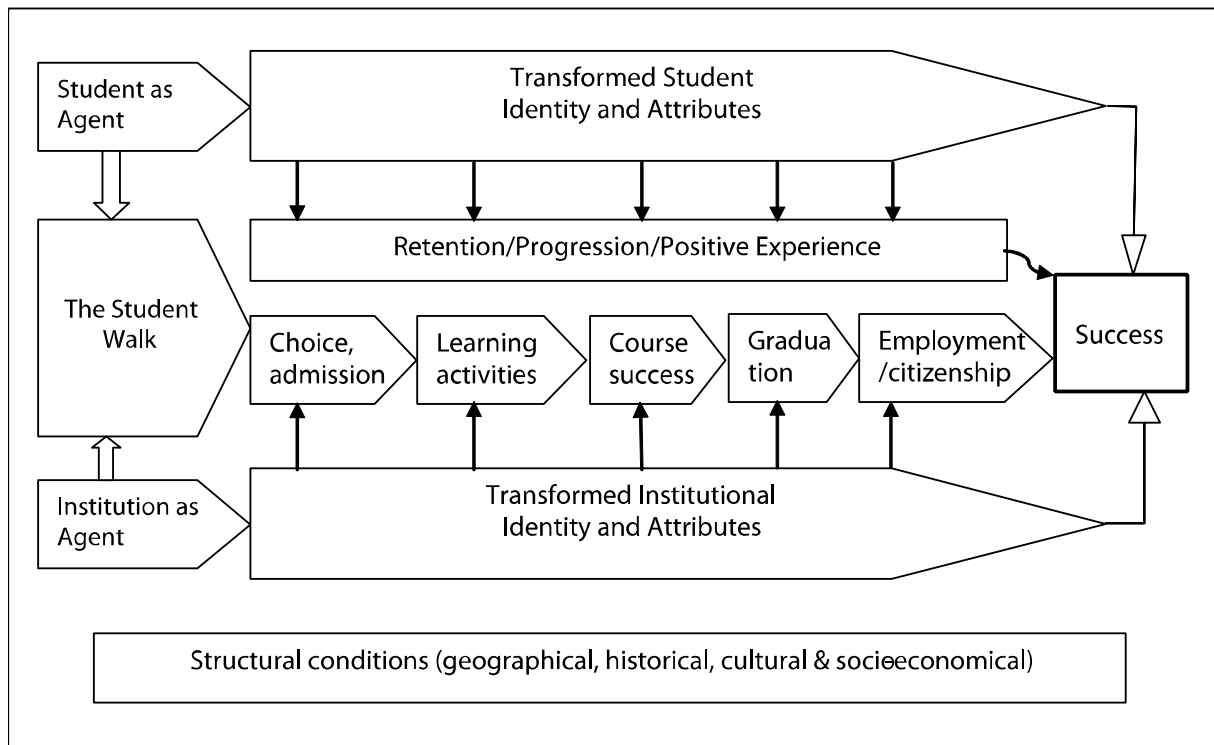 Student as
Agent
Transformed Student
Identity and Attributes
Retention/Progression/Positive Experience
The Student
Walk
Choice,
admission
Learning
activities
Course
success
Gradua
tion
Employment
/citizenship
Success
Institution as
Agent
Transformed Institutional
Identity and Attributes
Structural conditions (geographical, historical, cultural & socio-economical)